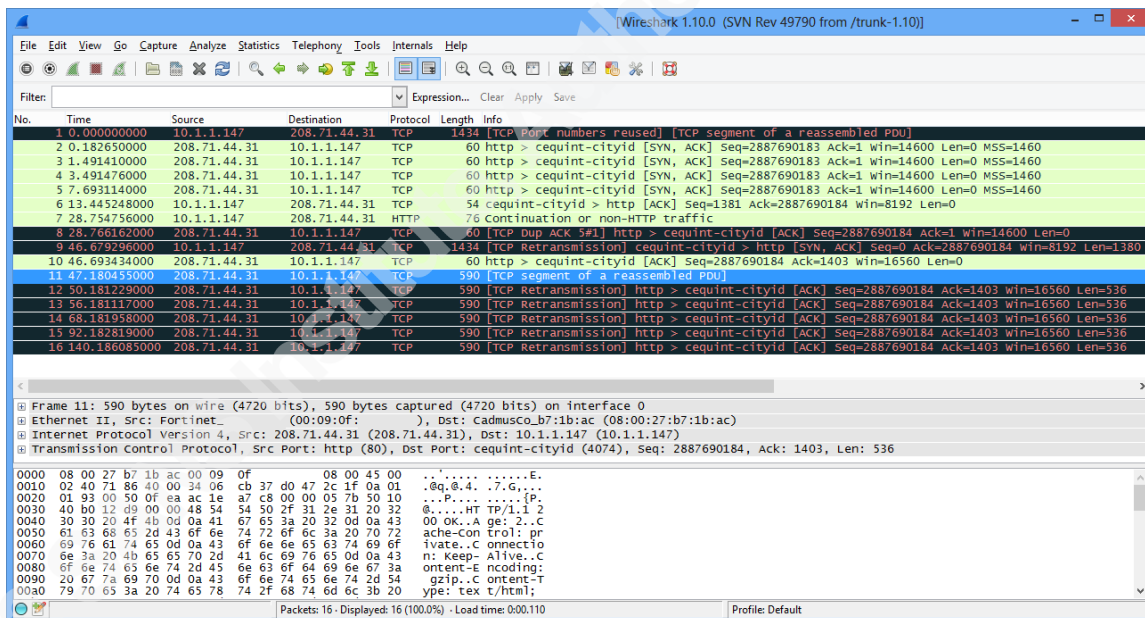 [Wireshark 1.10.0 (SVN Rev 49790 from /trunk-1.10)]
File Edit View Go Capture Analyze Statistics Telephony Tools Internals Help
Filter: Expression... Clear Apply Save
No. Time Source Destination Protocol Length Info
1 0.000000000 10.1.1.147 208.71.44.31 TCP 1434 [TCP Port numbers reused] [TCP segment of a reassembled PDU]
2 0.182650000 208.71.44.31 10.1.1.147 TCP 60 http > cequint-cityid [SYN, ACK] Seq=2887690183 Ack=1 Win=14600 Len=0 MSS=1460
3 1.491410000 208.71.44.31 10.1.1.147 TCP 60 http > cequint-cityid [SYN, ACK] Seq=2887690183 Ack=1 Win=14600 Len=0 MSS=1460
4 3.491476000 208.71.44.31 10.1.1.147 TCP 60 http > cequint-cityid [SYN, ACK] Seq=2887690183 Ack=1 Win=14600 Len=0 MSS=1460
5 7.693114000 208.71.44.31 10.1.1.147 TCP 60 http > cequint-cityid [SYN, ACK] Seq=2887690183 Ack=1 Win=14600 Len=0 MSS=1460
6 13.445248000 10.1.1.147 208.71.44.31 TCP 54 cequint-cityid > http [ACK] Seq=1381 Ack=2887690184 Win=8192 Len=0
7 28.754756000 10.1.1.147 208.71.44.31 HTTP 76 Continuation or non-HTTP traffic
8 28.766162000 208.71.44.31 10.1.1.147 TCP 60 [TCP Dup ACK 5#1] http > cequint-cityid [ACK] Seq=2887690184 Ack=1 Win=14600 Len=0
9 46.679296000 10.1.1.147 208.71.44.31 TCP 1434 [TCP Retransmission] cequint-cityid > http [SYN, ACK] Seq=0 Ack=2887690184 Win=8192 Len=1380
10 46.693434000 208.71.44.31 10.1.1.147 TCP 60 http > cequint-cityid [ACK] Seq=2887690184 Ack=1403 Win=16560 Len=0
11 47.180455000 208.71.44.31 10.1.1.147 TCP 590 [TCP segment of a reassembled PDU]
12 50.181229000 208.71.44.31 10.1.1.147 TCP 590 [TCP Retransmission] http > cequint-cityid [ACK] Seq=2887690184 Ack=1403 Win=16560 Len=536
13 56.181117000 208.71.44.31 10.1.1.147 TCP 590 [TCP Retransmission] http > cequint-cityid [ACK] Seq=2887690184 Ack=1403 Win=16560 Len=536
14 68.181958000 208.71.44.31 10.1.1.147 TCP 590 [TCP Retransmission] http > cequint-cityid [ACK] Seq=2887690184 Ack=1403 Win=16560 Len=536
15 92.182819000 208.71.44.31 10.1.1.147 TCP 590 [TCP Retransmission] http > cequint-cityid [ACK] Seq=2887690184 Ack=1403 Win=16560 Len=536
16 140.186085000 208.71.44.31 10.1.1.147 TCP 590 [TCP Retransmission] http > cequint-cityid [ACK] Seq=2887690184 Ack=1403 Win=16560 Len=536
Frame 11: 590 bytes on wire (4720 bits), 590 bytes captured (4720 bits) on interface 0
Ethernet II, Src: Fortinet_ (00:09:0f: ), Dst: CadmusCo_b7:1b:ac (08:00:27:b7:1b:ac)
Internet Protocol Version 4, Src: 208.71.44.31 (208.71.44.31), Dst: 10.1.1.147 (10.1.1.147)
Transmission Control Protocol, Src Port: http (80), Dst Port: cequint-cityid (4074), Seq: 2887690184, Ack: 1403, Len: 536
0000 08 00 27 b7 1b ac 00 09 0f 08 00 45 00 ..'..... ......E.
0010 02 40 71 86 40 00 34 06 cb 37 d0 47 2c 1f 0a 01 .@q.@.4. .7.G,...
0020 01 93 00 50 0f ea ac 1e a7 c8 00 00 05 7b 50 10 ...P.... .....{P.
0030 40 b0 12 d9 00 00 48 54 54 50 2f 31 2e 31 20 32 @.....HT TP/1.1 2
0040 30 30 20 4f 4b 0d 0a 41 67 65 3a 20 32 0d 0a 43 00 OK..A ge: 2..C
0050 61 63 68 65 2d 43 6f 6e 74 72 6f 6c 3a 20 70 72 ache-Con trol: pr
0060 69 76 61 74 65 0d 0a 43 6f 6e 6e 65 63 74 69 6f ivate..C onnectio
0070 6e 3a 20 4b 65 65 70 2d 41 6c 69 76 65 0d 0a 43 n: Keep- Alive..C
0080 6f 6e 74 65 6e 74 2d 45 6e 63 6f 64 69 6e 67 3a ontent-E ncoding:
0090 20 67 7a 69 70 0d 0a 43 6f 6e 74 65 6e 74 2d 54 gzip..C ontent-T
00a0 79 70 65 3a 20 74 65 78 74 2f 68 74 6d 6c 3b 20 ype: tex t/html;
Packets: 16 · Displayed: 16 (100.0%) · Load time: 0:00.110 Profile: Default